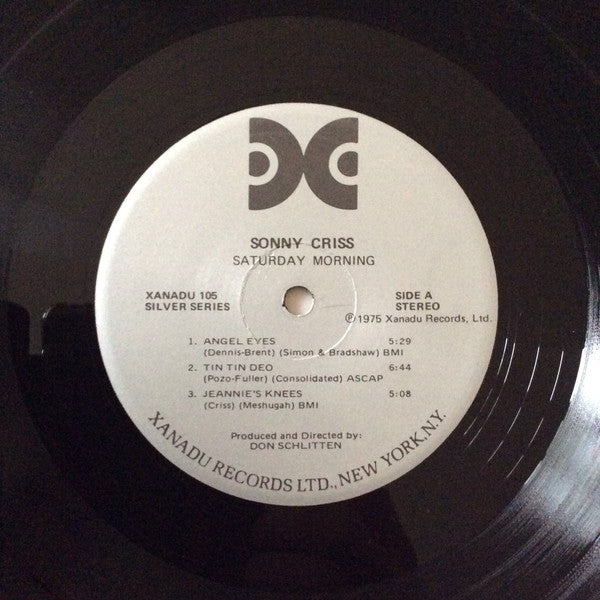 SONNY CRISS
SATURDAY MORNING
XANADU 105
SILVER SERIES
SIDE A
STEREO
℗ 1975 Xanadu Records, Ltd.
1. ANGEL EYES 5:29
(Dennis-Brent) (Simon & Bradshaw) BMI
2. TIN TIN DEO 6:44
(Pozo-Fuller) (Consolidated) ASCAP
3. JEANNIE'S KNEES 5:08
(Criss) (Meshugah) BMI
Produced and Directed by:
DON SCHLITTEN
XANADU RECORDS LTD., NEW YORK, N.Y.